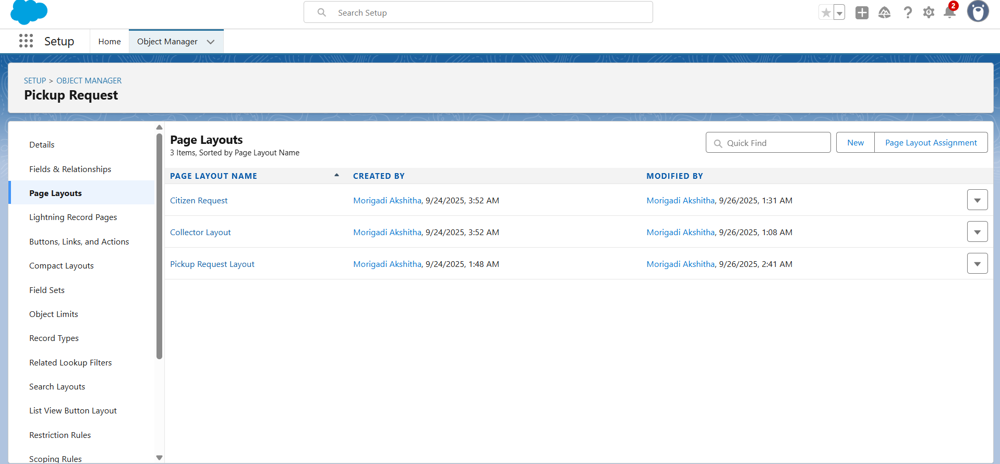 Search Setup
2
Setup
Home
Object Manager
SETUP > OBJECT MANAGER
Pickup Request
Details
Fields & Relationships
Page Layouts
Lightning Record Pages
Buttons, Links, and Actions
Compact Layouts
Field Sets
Object Limits
Record Types
Related Lookup Filters
Search Layouts
List View Button Layout
Restriction Rules
Scoping Rules
Page Layouts
3 Items, Sorted by Page Layout Name
Quick Find
New
Page Layout Assignment
PAGE LAYOUT NAME CREATED BY MODIFIED BY
Citizen Request Morigadi Akshitha, 9/24/2025, 3:52 AM Morigadi Akshitha, 9/26/2025, 1:31 AM
Collector Layout Morigadi Akshitha, 9/24/2025, 3:52 AM Morigadi Akshitha, 9/26/2025, 1:08 AM
Pickup Request Layout Morigadi Akshitha, 9/24/2025, 1:48 AM Morigadi Akshitha, 9/26/2025, 2:41 AM